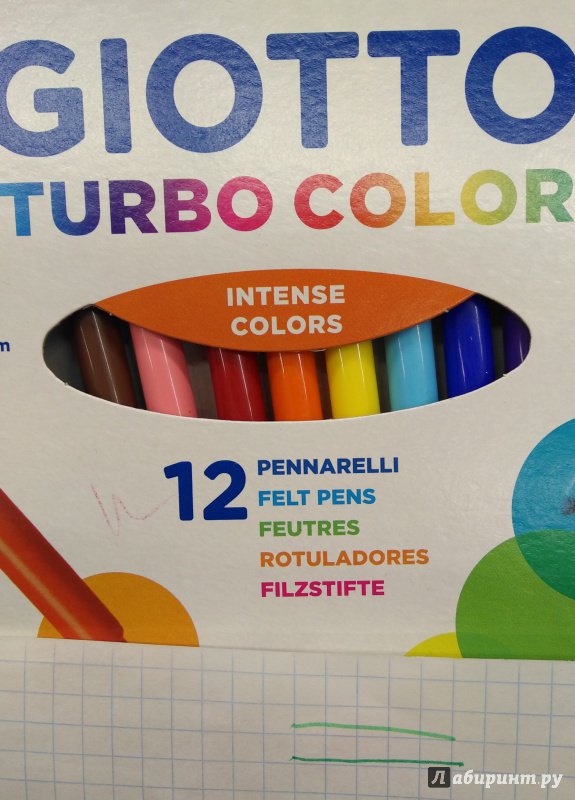 GIOTTO
TURBO COLOR
INTENSE
COLORS
m
12
PENNARELLI
FELT PENS
FEUTRES
ROTULADORES
FILZSTIFTE
Лабиринт.ру